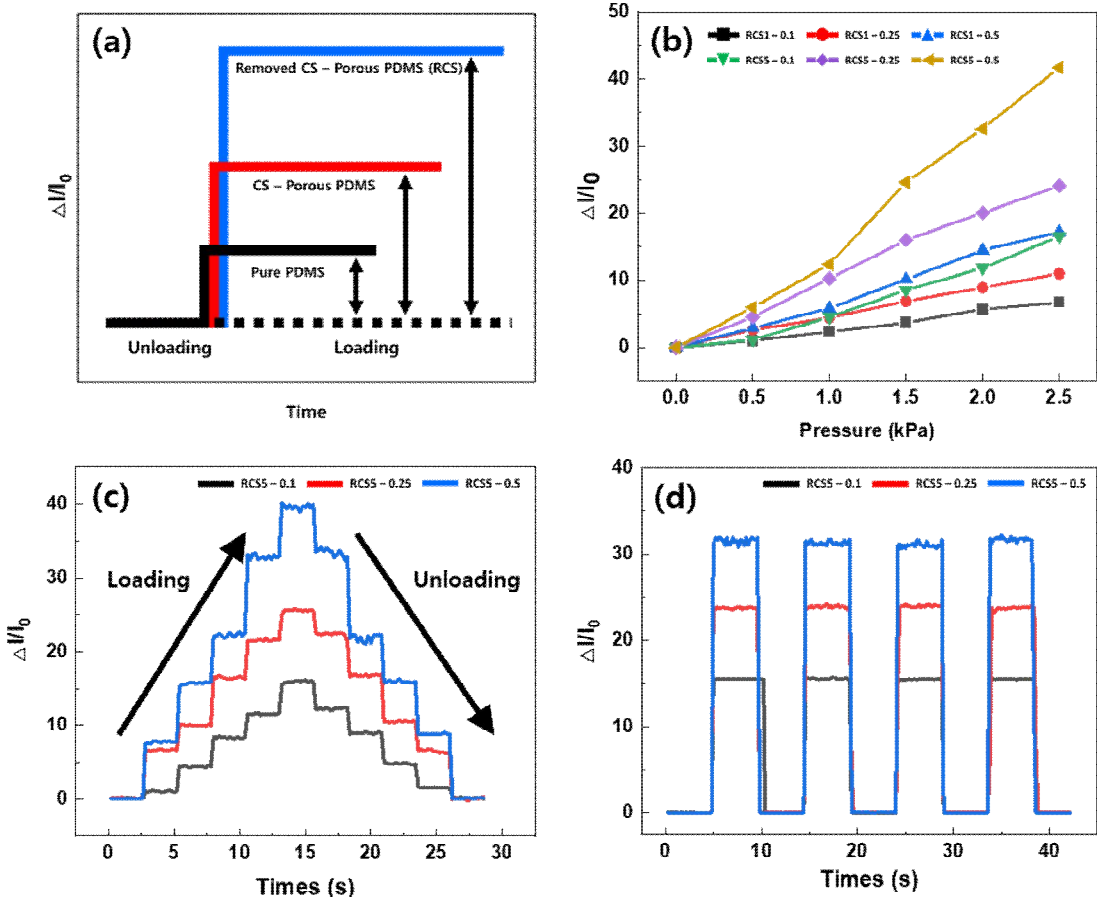 (a)
△I/I0
Removed CS – Porous PDMS (RCS)
CS – Porous PDMS
Pure PDMS
Unloading
Loading
Time
(b)
△I/I0
50
40
30
20
10
0
RCS1 – 0.1
RCS1 – 0.25
RCS1 – 0.5
RCS5 – 0.1
RCS5 – 0.25
RCS5 – 0.5
0.0
0.5
1.0
1.5
2.0
2.5
Pressure (kPa)
(c)
△I/I0
40
30
20
10
0
RCS5 – 0.1
RCS5 – 0.25
RCS5 – 0.5
Loading
Unloading
0
5
10
15
20
25
30
Times (s)
(d)
△I/I0
40
30
20
10
0
RCS5 – 0.1
RCS5 – 0.25
RCS5 – 0.5
0
10
20
30
40
Times (s)